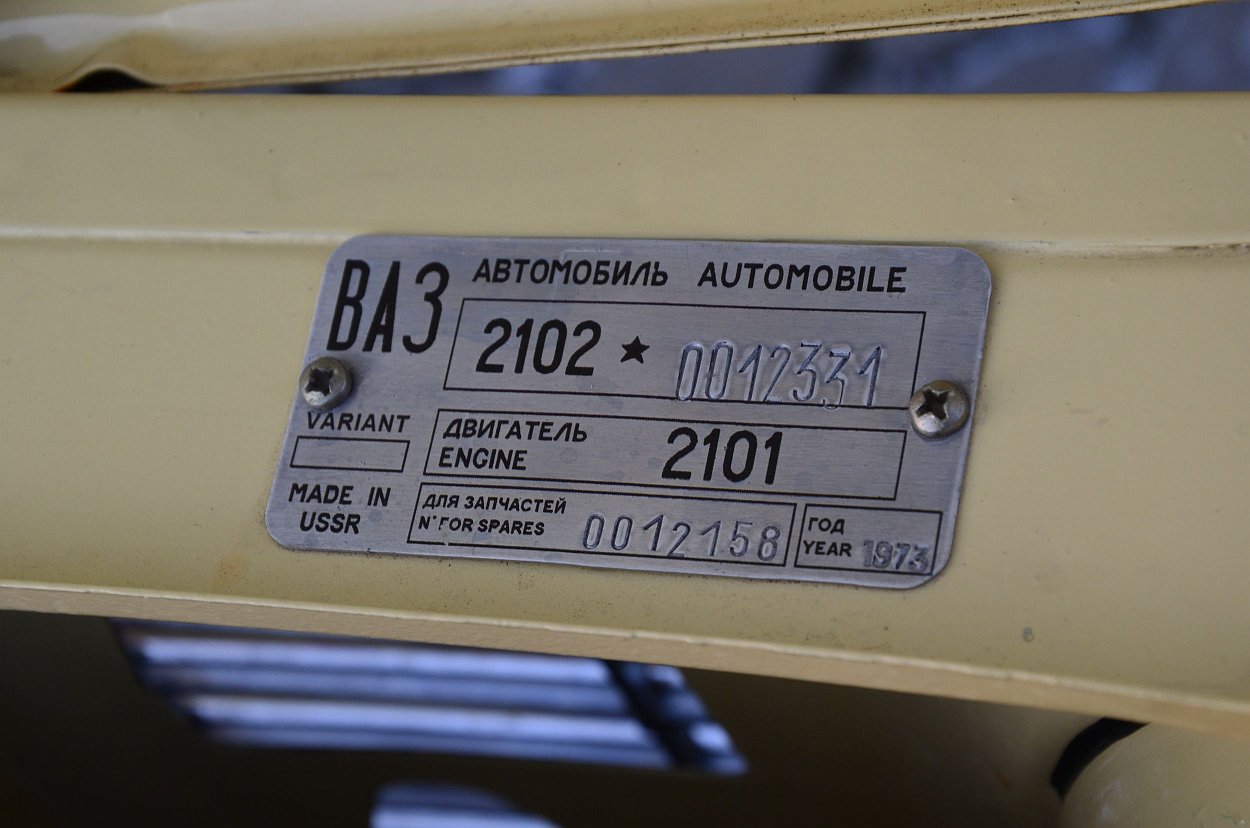 ВАЗ АВТОМОБИЛЬ AUTOMOBILE
2102 ★ 0012331
VARIANT
ДВИГАТЕЛЬ
ENGINE
2101
MADE IN
USSR
ДЛЯ ЗАПЧАСТЕЙ
N° FOR SPARES
0012158
ГОД
YEAR 1973